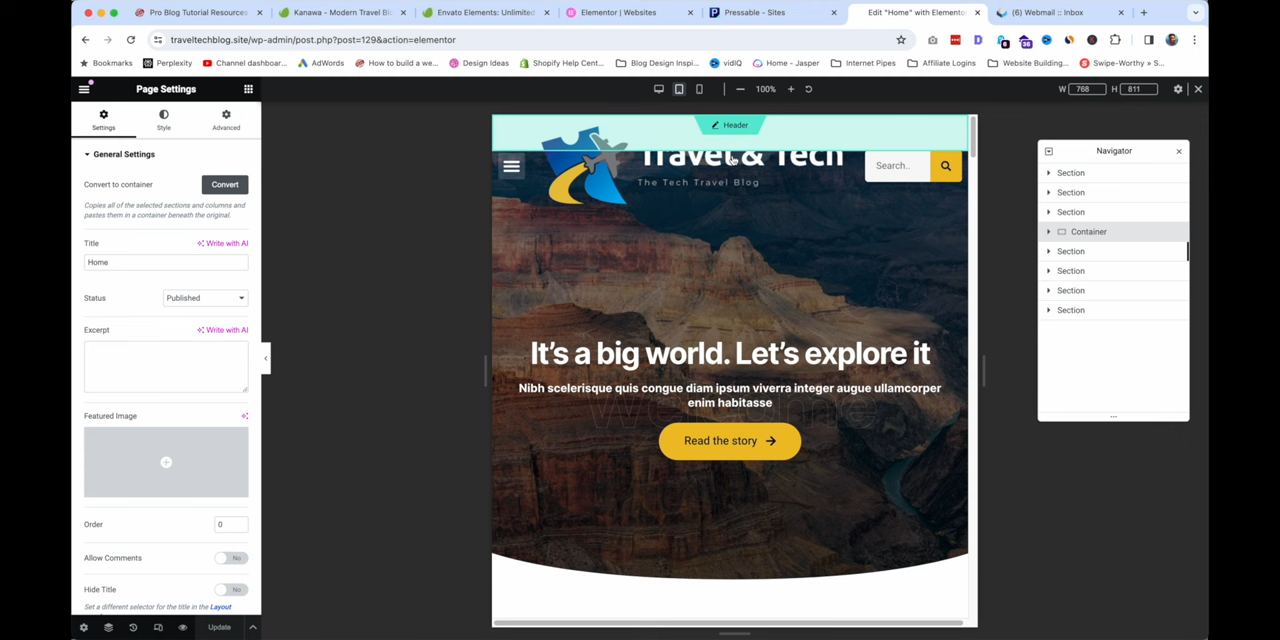 Pro Blog Tutorial Resources
Kanawa - Modern Travel Blo
Envato Elements: Unlimited
Elementor | Websites
Pressable - Sites
Edit "Home" with Elementor
(6) Webmail :: Inbox
traveltechblog.site/wp-admin/post.php?post=129&action=elementor
6
36
Bookmarks
Perplexity
Channel dashboar...
AdWords
How to build a we...
Design Ideas
Shopify Help Cent...
Blog Design Inspi...
vidIQ
Home - Jasper
Internet Pipes
Affiliate Logins
Website Building...
Swipe-Worthy » S...
Page Settings
100%
W 768 H 811
Settings
Style
Advanced
General Settings
Convert to container
Convert
Copies all of the selected sections and columns and
pastes them in a container beneath the original.
Title
Write with AI
Home
Status
Published
Excerpt
Write with AI
Featured Image
Order
0
Allow Comments
No
Hide Title
No
Set a different selector for the title in the Layout
Update
Header
Travel & Tech
The Tech Travel Blog
Search...
It's a big world. Let's explore it
Nibh scelerisque quis congue diam ipsum viverra integer augue ullamcorper
enim habitasse
Welcome
Read the story
Navigator
Section
Section
Section
Container
Section
Section
Section
Section